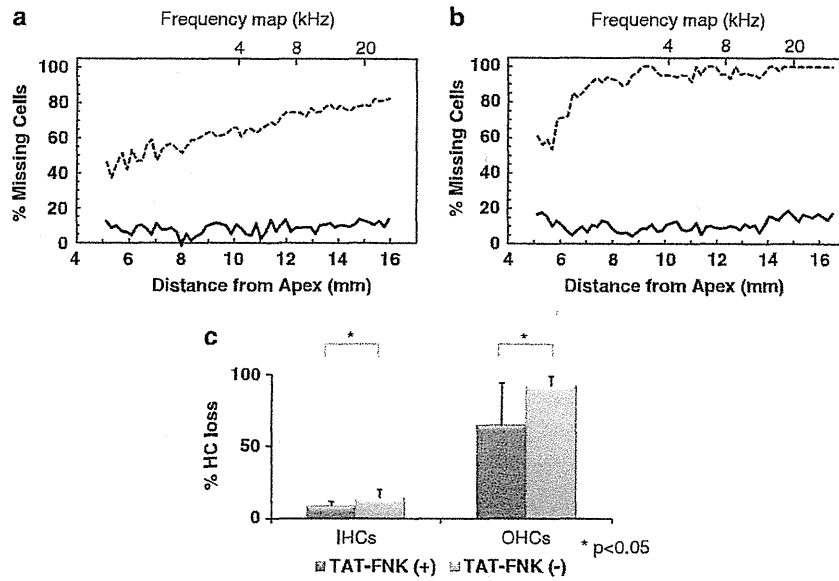 a
Frequency map (kHz)
4 8 20
100
80
60
40
20
0
% Missing Cells
4 6 8 10 12 14 16
Distance from Apex (mm)
b
Frequency map (kHz)
4 8 20
100
80
60
40
20
0
% Missing Cells
4 6 8 10 12 14 16
Distance from Apex (mm)
c
* *
100
50
0
% HC loss
IHCs OHCs
* p<0.05
TAT-FNK (+) TAT-FNK (-)